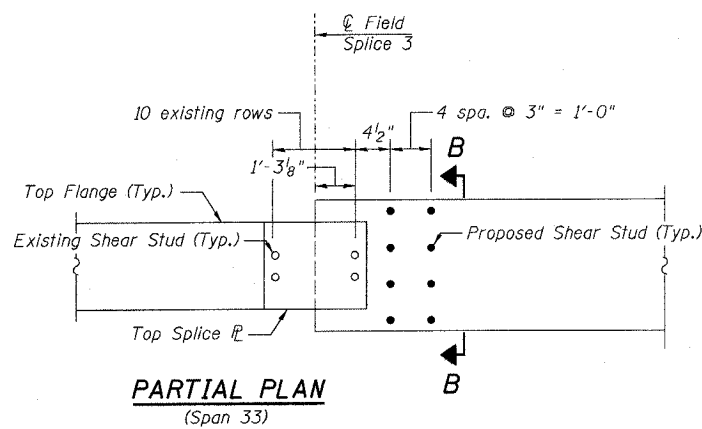 ℄ Field
Splice 3
10 existing rows
4 spa. @ 3" = 1'-0"
4½"
1'-3⅛"
B
Top Flange (Typ.)
Existing Shear Stud (Typ.)
Proposed Shear Stud (Typ.)
Top Splice ⅊
B
PARTIAL PLAN
(Span 33)